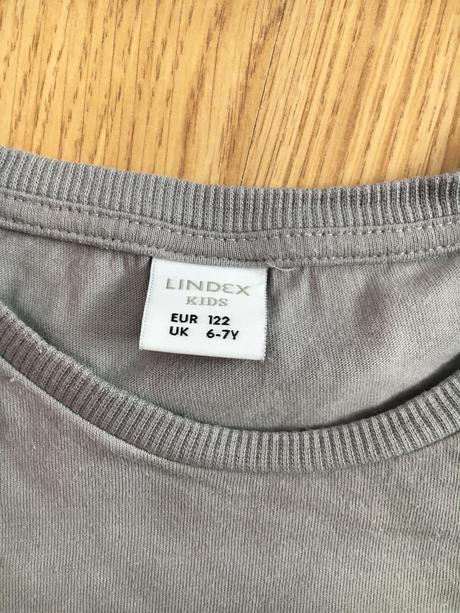 LINDEX
KIDS
EUR 122
UK 6-7Y